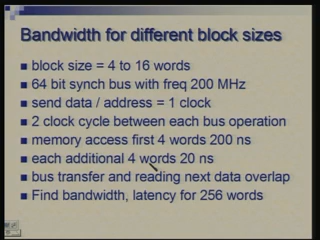 Bandwidth for different block sizes
block size = 4 to 16 words
64 bit synch bus with freq 200 MHz
send data / address = 1 clock
2 clock cycle between each bus operation
memory access first 4 words 200 ns
each additional 4 words 20 ns
bus transfer and reading next data overlap
Find bandwidth, latency for 256 words